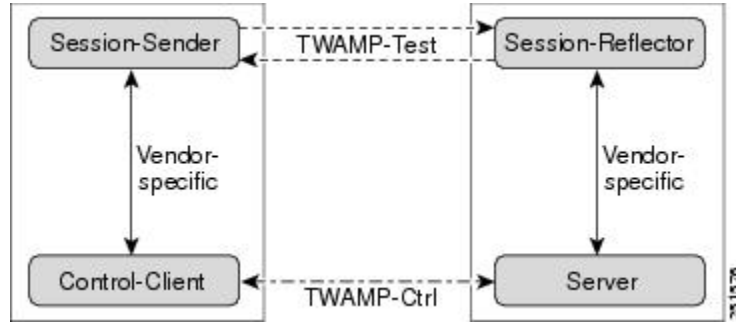 Session-Sender
TWAMP-Test
Session-Reflector
Vendor-
specific
Vendor-
specific
Control-Client
TWAMP-Ctrl
Server